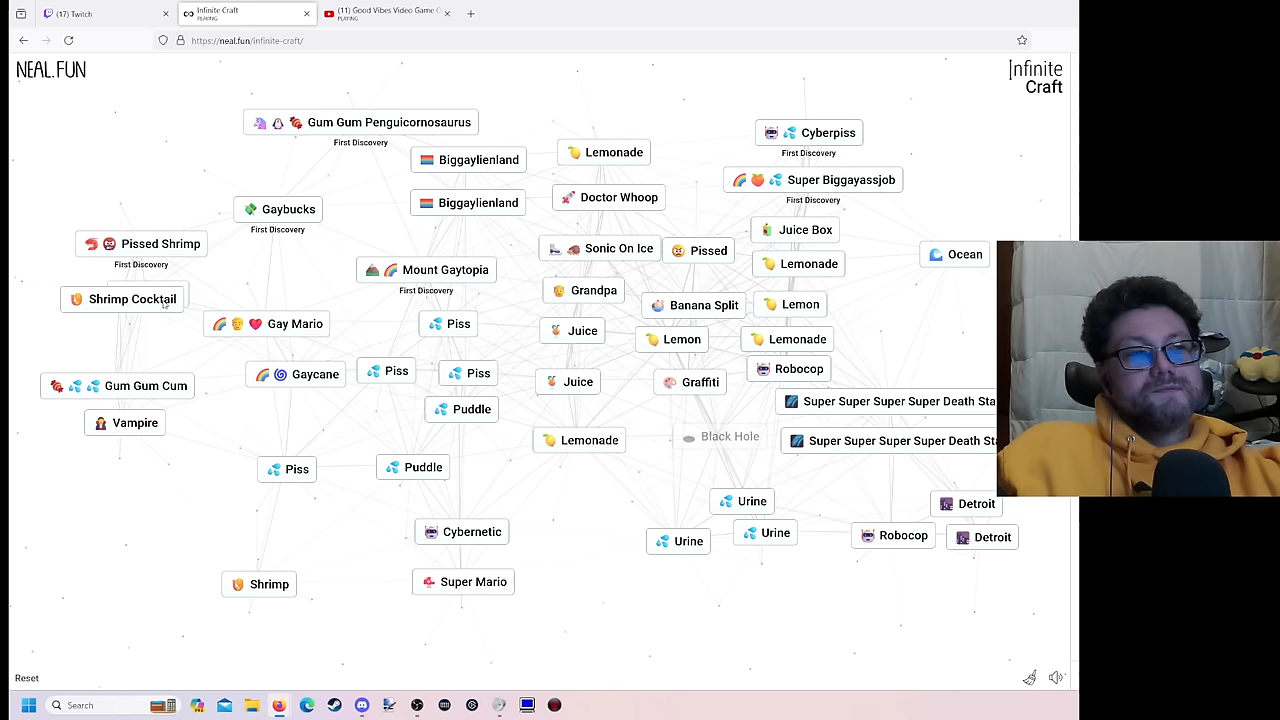 (17) Twitch
Infinite Craft
PLAYING
(11) Good Vibes Video Game
PLAYING
https://neal.fun/infinite-craft/
NEAL.FUN
Infinite
Craft
Gum Gum Penguicornosaurus
First Discovery
Biggaylienland
Lemonade
Cyberpiss
First Discovery
Super Biggayassjob
First Discovery
Biggaylienland
Doctor Whoop
Gaybucks
First Discovery
Juice Box
Pissed Shrimp
First Discovery
Sonic On Ice
Pissed
Ocean
Mount Gaytopia
First Discovery
Lemonade
Shrimp Cocktail
Grandpa
Banana Split
Lemon
Gay Mario
Piss
Juice
Lemon
Lemonade
Gaycane
Piss
Piss
Juice
Graffiti
Robocop
Gum Gum Cum
Super Super Super Super Death Sta
Vampire
Puddle
Lemonade
Black Hole
Super Super Super Super Death Sta
Piss
Puddle
Urine
Detroit
Cybernetic
Urine
Urine
Robocop
Detroit
Shrimp
Super Mario
Reset
Search